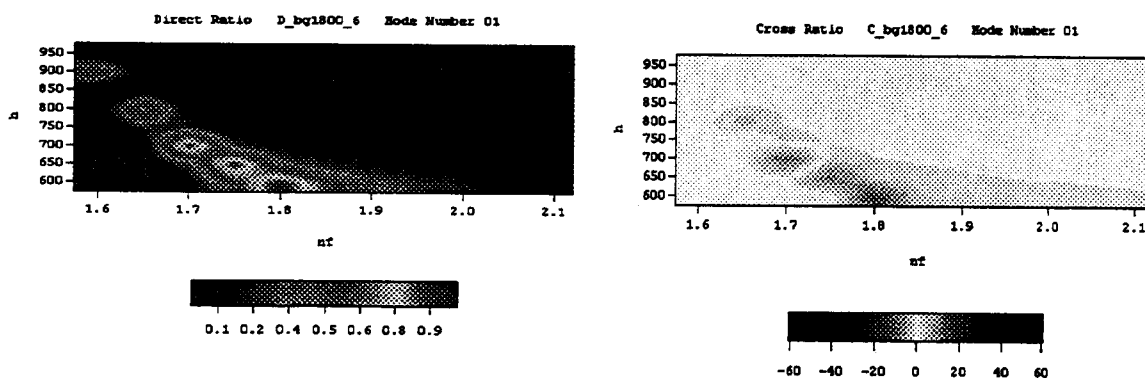 Direct Ratio D_bg1800_6 Mode Number 01
950
900
800
700
650
600
h
1.6 1.7 1.8 1.9 2.0 2.1
nf
0.1 0.2 0.4 0.5 0.6 0.8 0.9
Cross Ratio C_bg1800_6 Mode Number 01
950
900
850
800
750
700
650
600
h
1.6 1.7 1.8 1.9 2.0 2.1
nf
-60 -40 -20 0 20 40 60